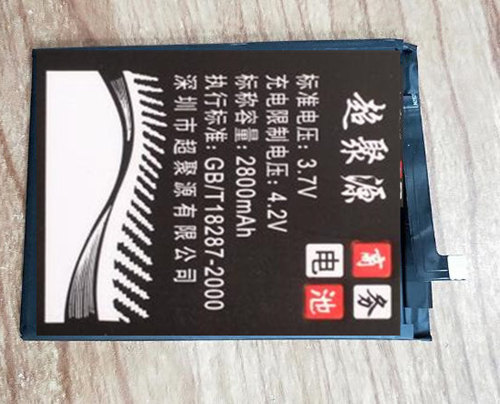 超聚源
商务
电池
标准电压：3.7V
充电限制电压：4.2V
标称容量：2800mAh
执行标准：GB/T18287-2000
深圳市超聚源有限公司